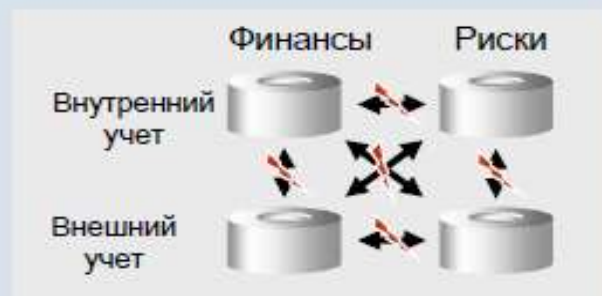 Финансы Риски
Внутренний
учет
Внешний
учет